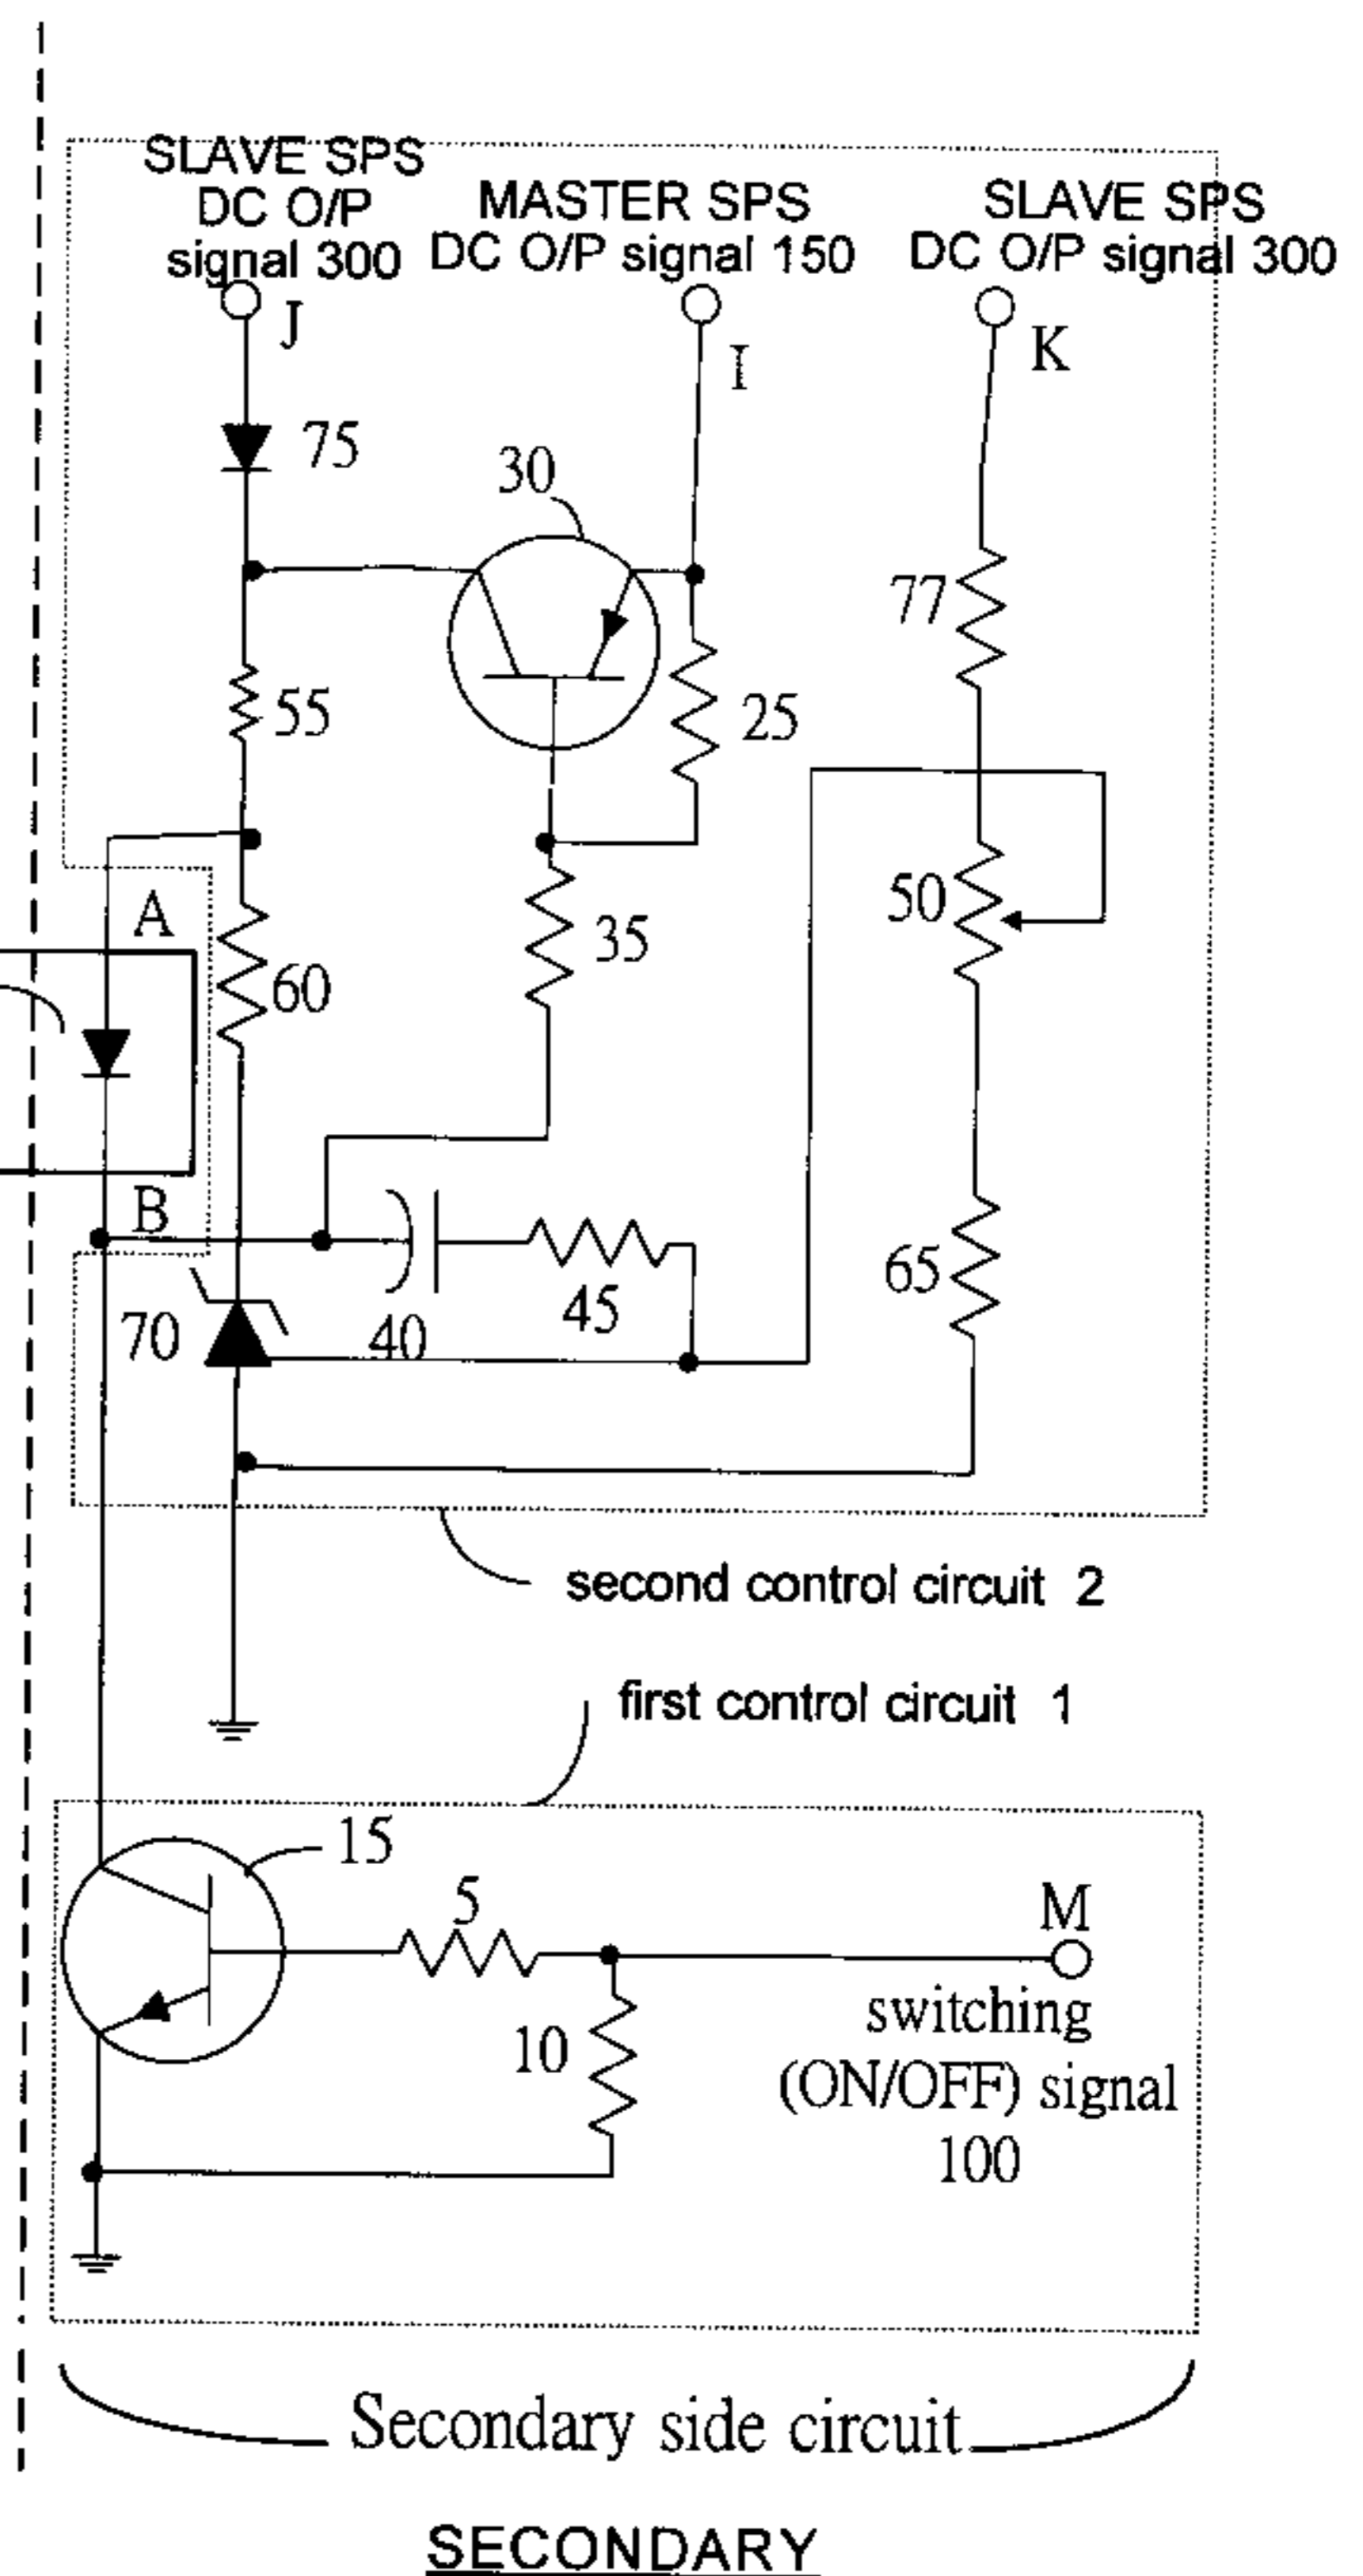 SLAVE SPS
DC O/P
signal 300
MASTER SPS
DC O/P signal 150
SLAVE SPS
DC O/P signal 300
J
I
K
75
30
77
55
25
A
50
35
60
B
45
65
70
40
second control circuit 2
first control circuit 1
15
5
M
switching
(ON/OFF) signal
100
10
Secondary side circuit
SECONDARY